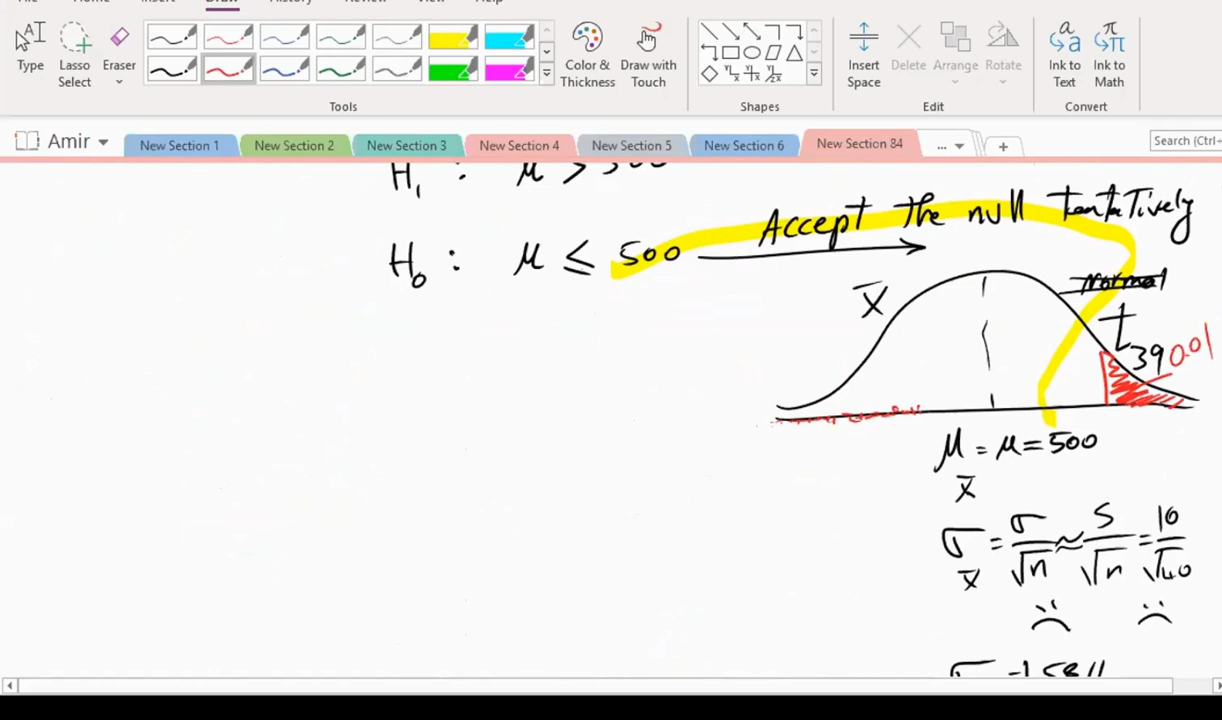 File Home Insert Draw History Review View Help
Type
Lasso Select
Eraser
Color & Thickness
Draw with Touch
Insert Space
Delete
Arrange
Rotate
Ink to Text
Ink to Math
Tools
Shapes
Edit
Convert
Amir
New Section 1
New Section 2
New Section 3
New Section 4
New Section 5
New Section 6
New Section 84
...
Search (Ctrl+
H₁ : μ > 500
Accept the null tentatively
H₀ : μ ≤ 500
normal
X̄
t₃₉
0.01
μ_X̄ = μ = 500
σ_X̄ = σ/√n ≈ S/√n = 10/√40